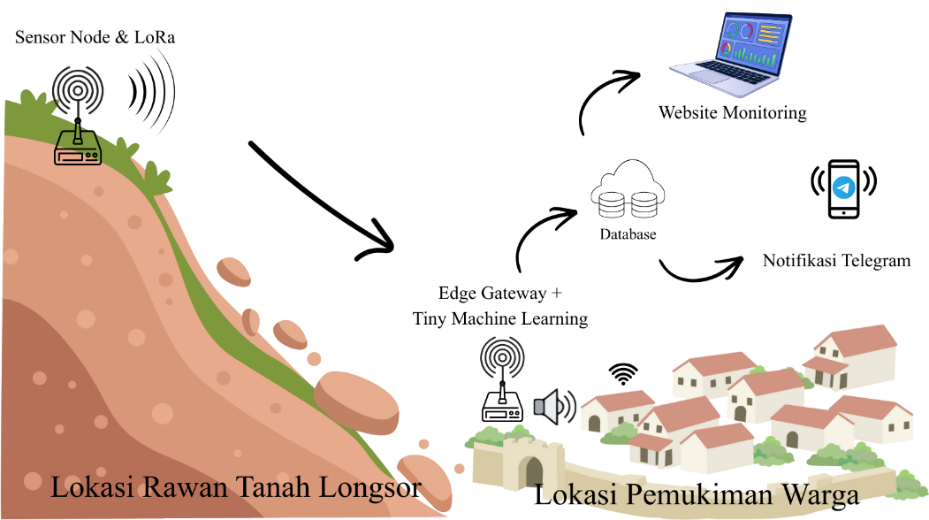 Sensor Node & LoRa
Website Monitoring
Database
Notifikasi Telegram
Edge Gateway +
Tiny Machine Learning
Lokasi Rawan Tanah Longsor
Lokasi Pemukiman Warga